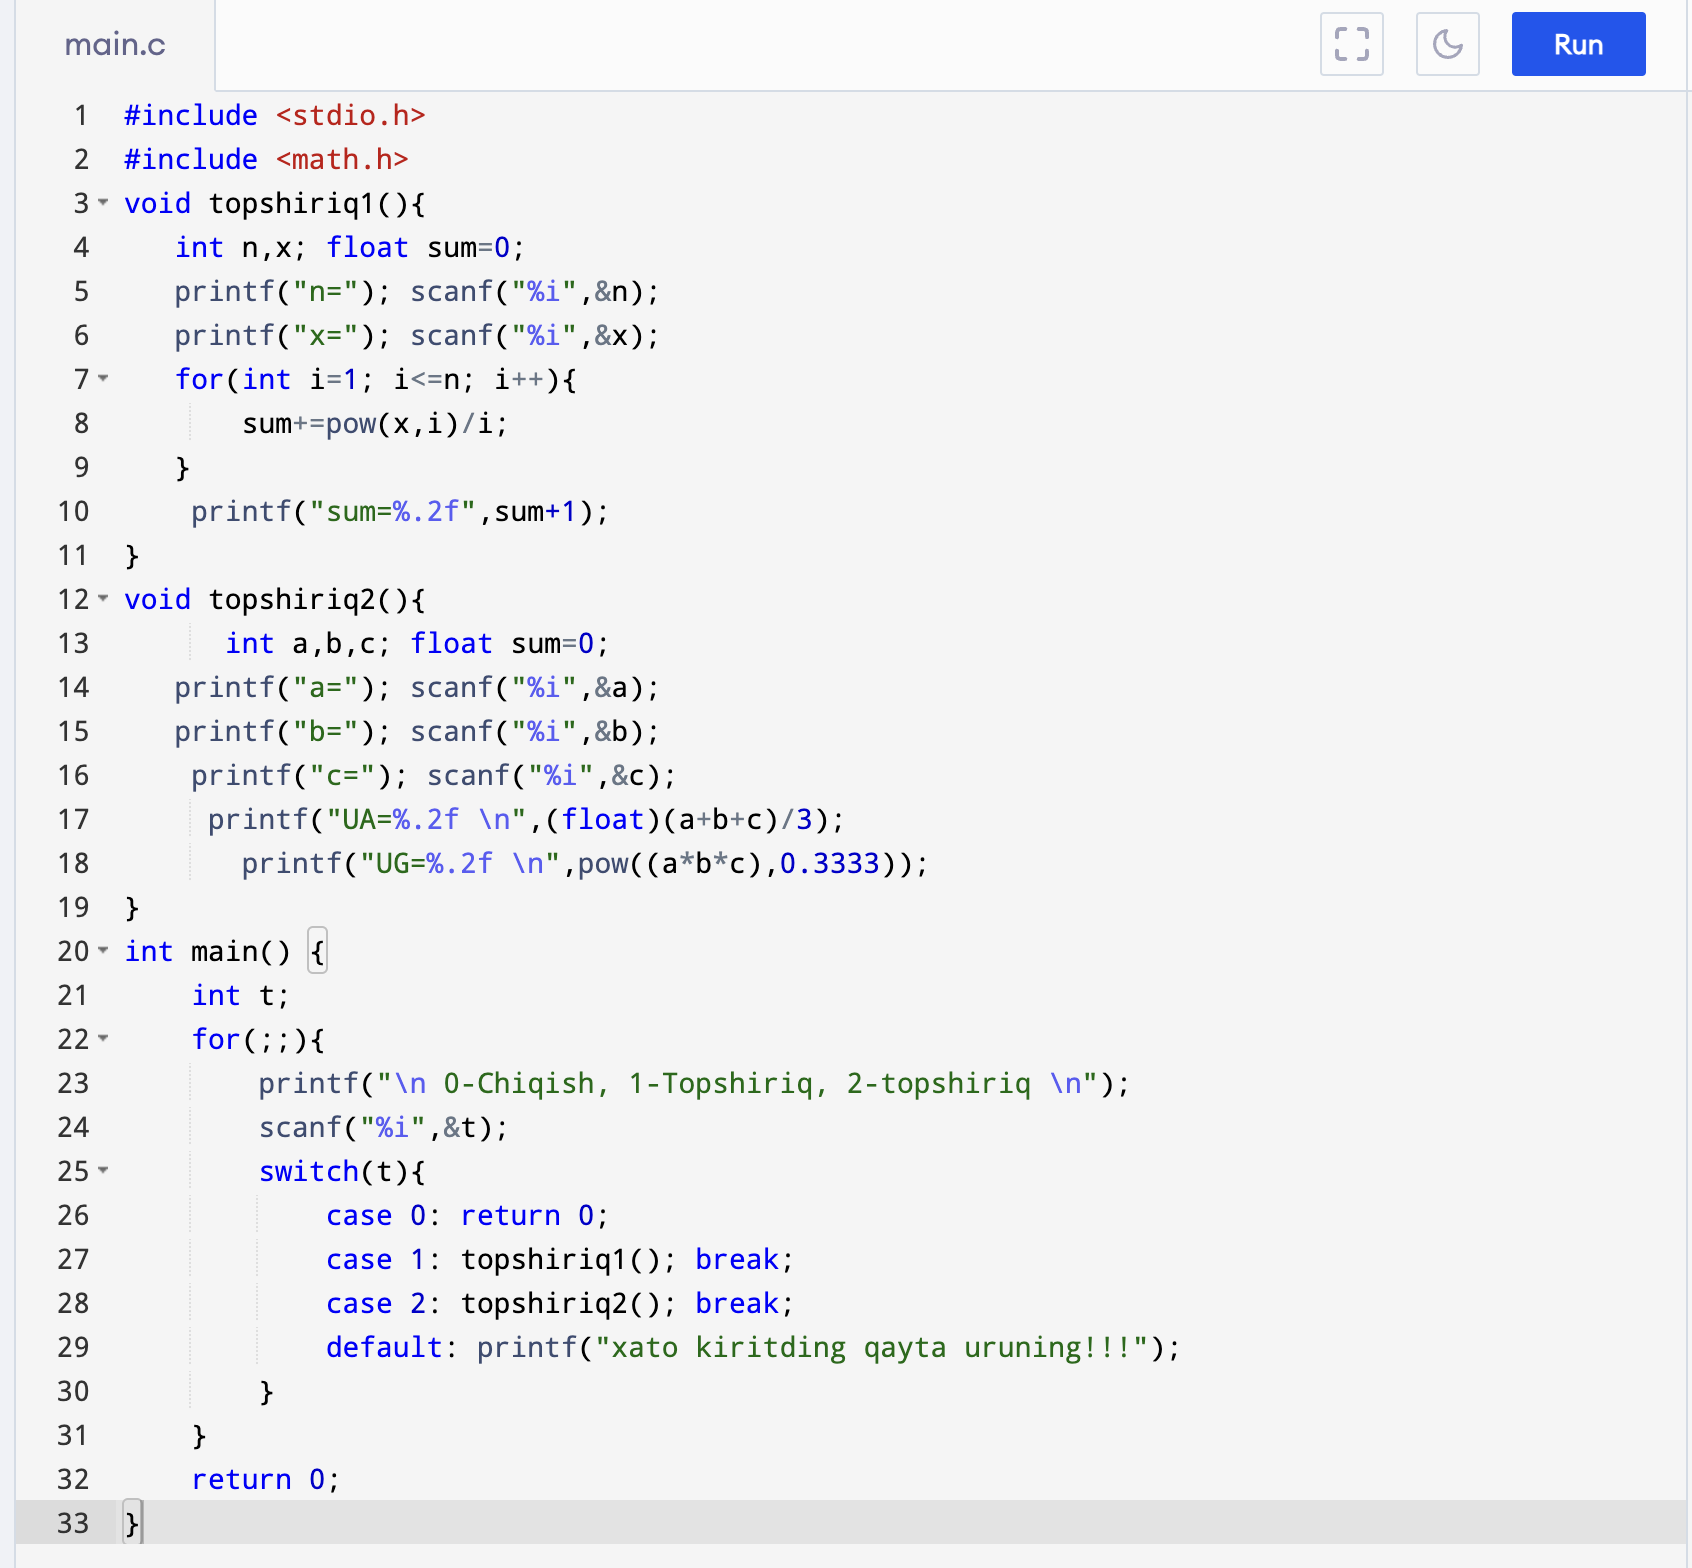 main.c
Run
1 #include <stdio.h>
2 #include <math.h>
3 void topshiriq1(){
4    int n,x; float sum=0;
5    printf("n="); scanf("%i",&n);
6    printf("x="); scanf("%i",&x);
7    for(int i=1; i<=n; i++){
8        sum+=pow(x,i)/i;
9    }
10     printf("sum=%.2f",sum+1);
11 }
12 void topshiriq2(){
13       int a,b,c; float sum=0;
14    printf("a="); scanf("%i",&a);
15    printf("b="); scanf("%i",&b);
16     printf("c="); scanf("%i",&c);
17      printf("UA=%.2f \n",(float)(a+b+c)/3);
18        printf("UG=%.2f \n",pow((a*b*c),0.3333));
19 }
20 int main() {
21     int t;
22     for(;;){
23         printf("\n 0-Chiqish, 1-Topshiriq, 2-topshiriq \n");
24         scanf("%i",&t);
25         switch(t){
26             case 0: return 0;
27             case 1: topshiriq1(); break;
28             case 2: topshiriq2(); break;
29             default: printf("xato kiritding qayta uruning!!!");
30         }
31     }
32     return 0;
33 }